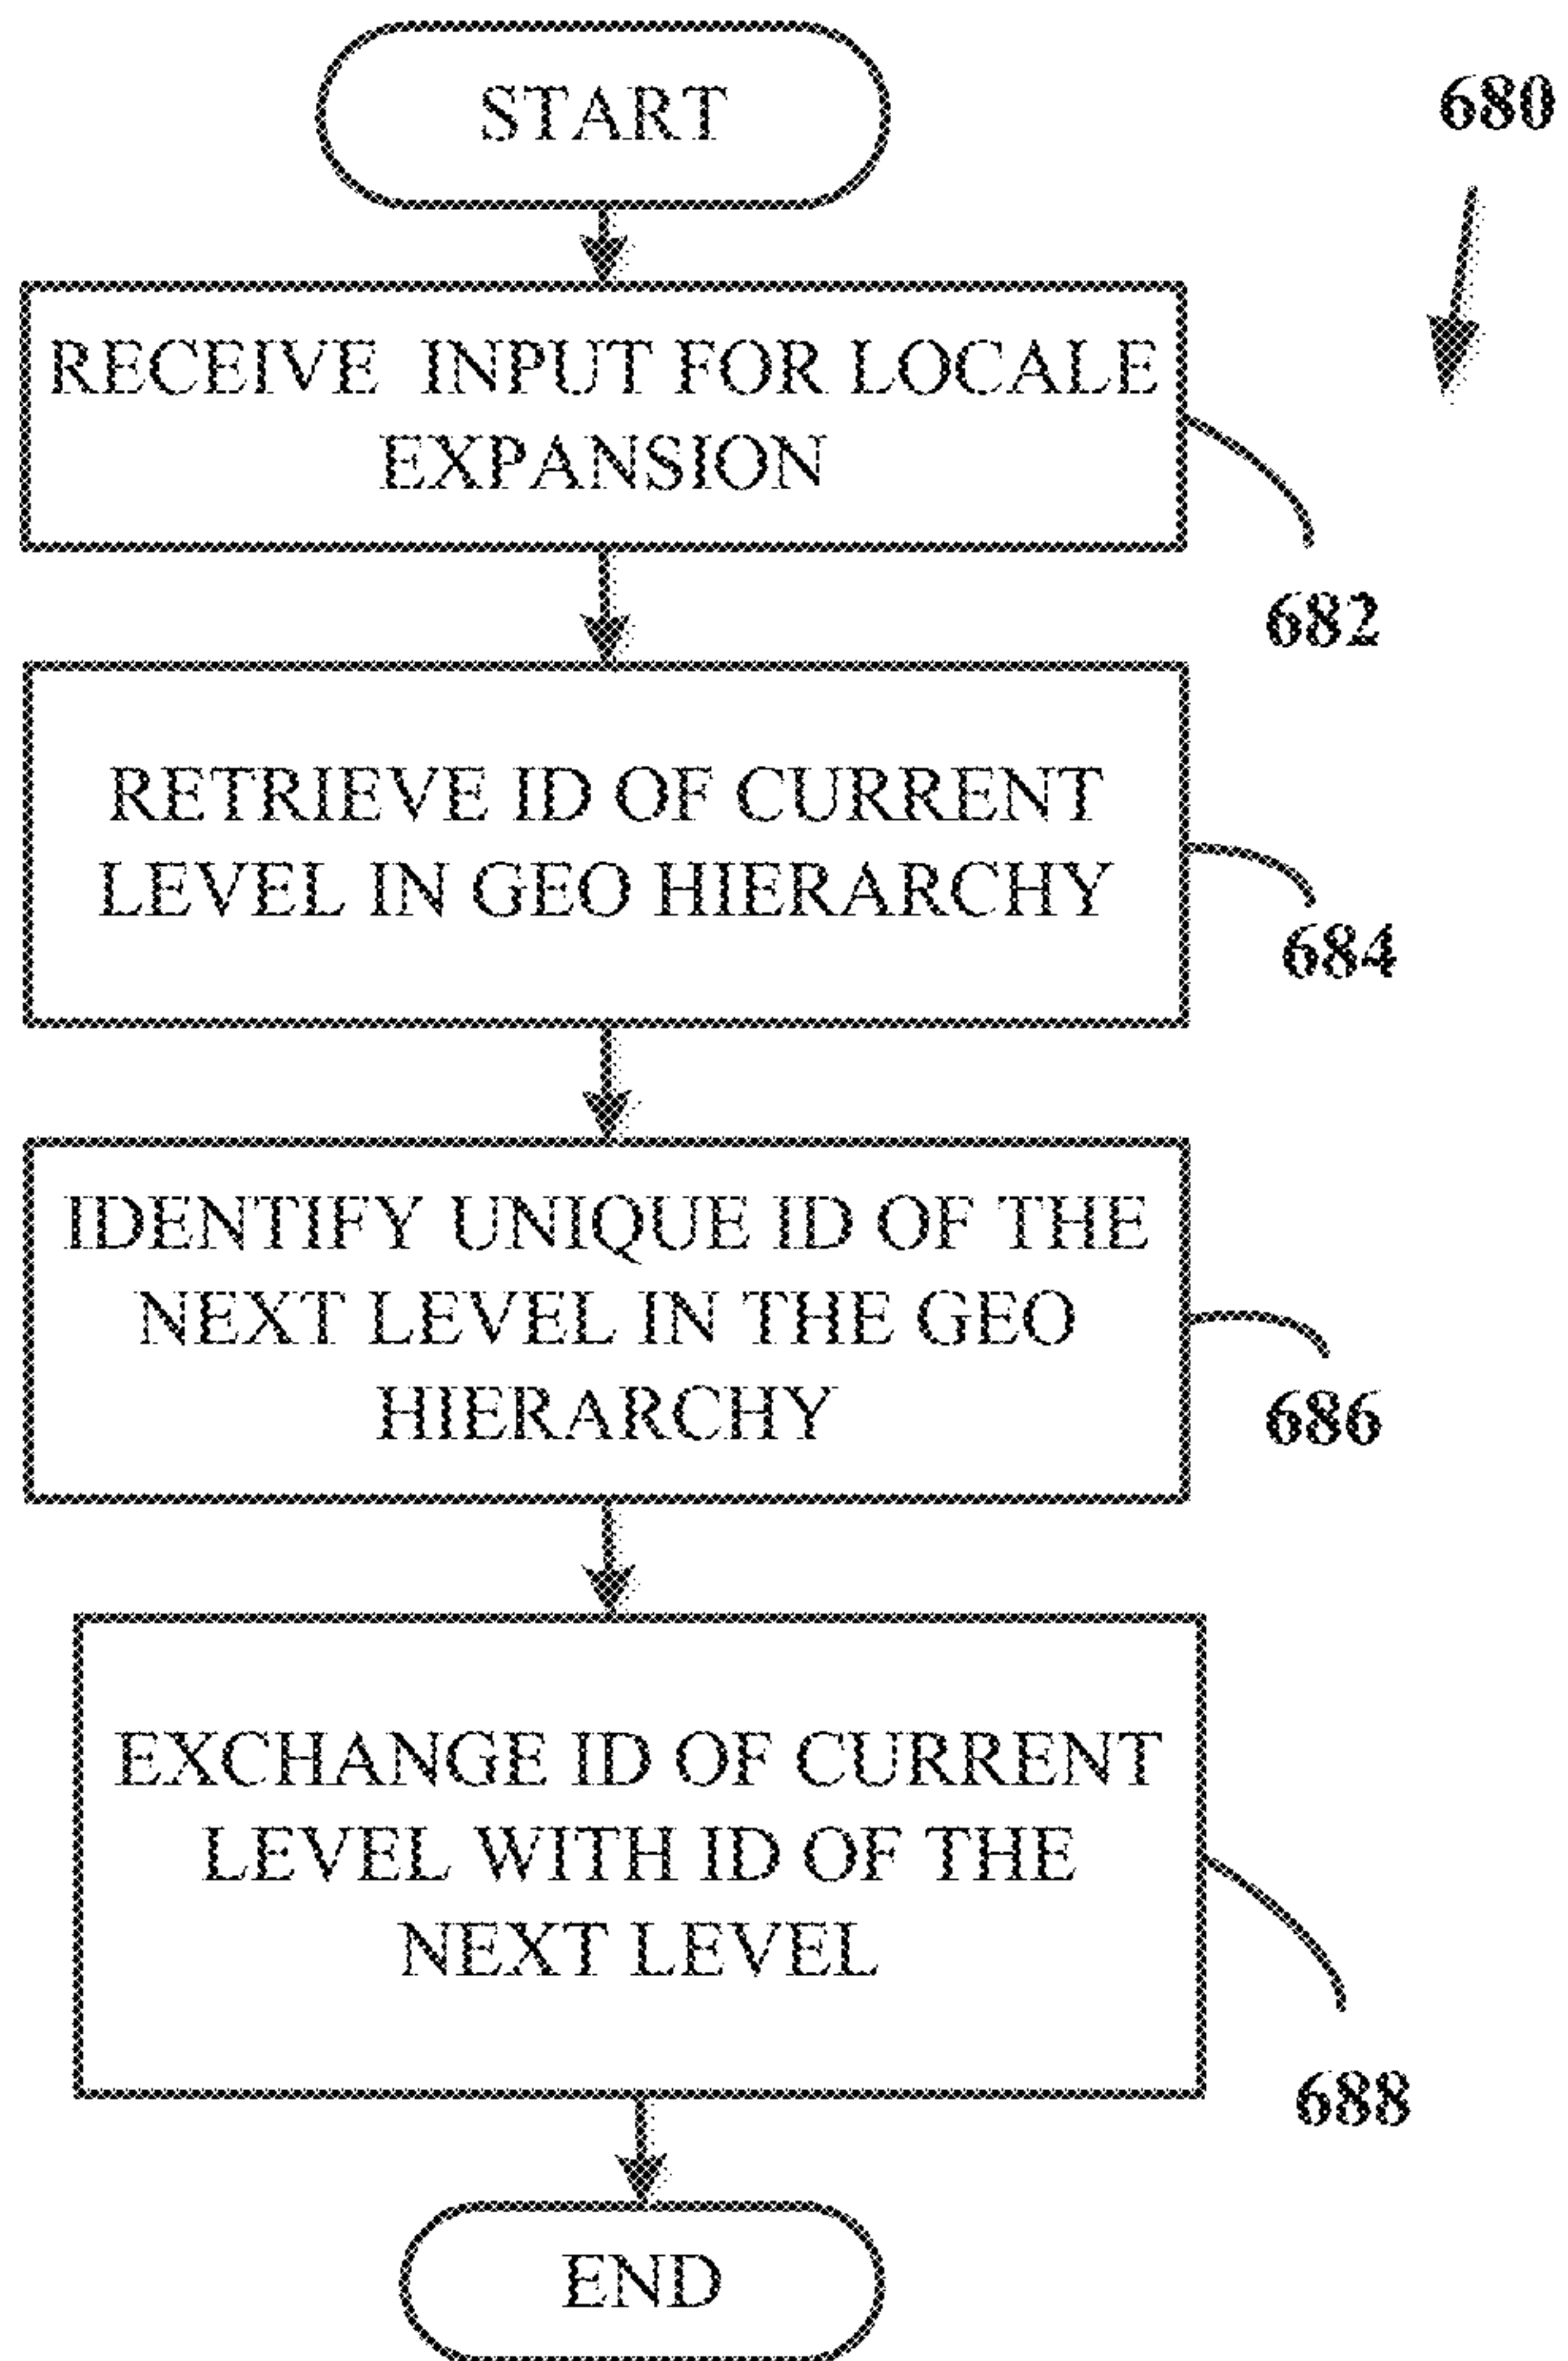 START
680
RECEIVE INPUT FOR LOCALE
EXPANSION
682
RETRIEVE ID OF CURRENT
LEVEL IN GEO HIERARCHY
684
IDENTIFY UNIQUE ID OF THE
NEXT LEVEL IN THE GEO
HIERARCHY
686
EXCHANGE ID OF CURRENT
LEVEL WITH ID OF THE
NEXT LEVEL
688
END